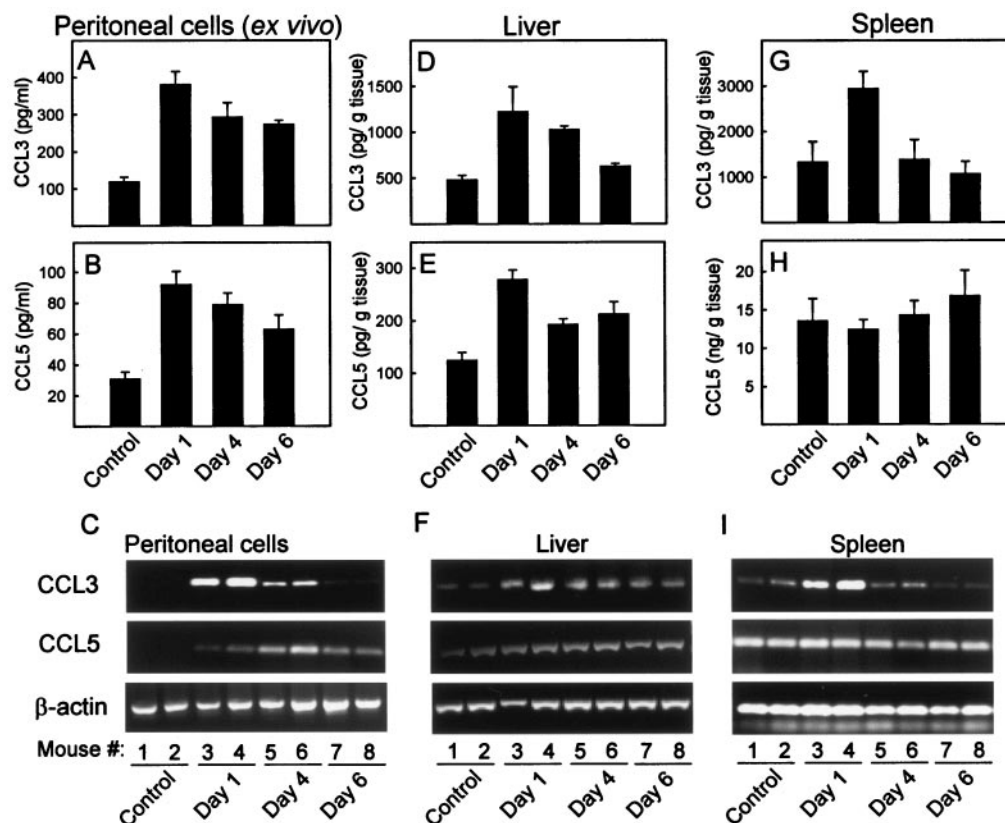 Peritoneal cells (ex vivo)
Liver
Spleen
A
CCL3 (pg/ml)
400
300
200
100
D
CCL3 (pg/ g tissue)
1500
1000
500
G
CCL3 (pg/ g tissue)
3000
2000
1000
B
CCL5 (pg/ml)
100
80
60
40
20
E
CCL5 (pg/ g tissue)
300
200
100
H
CCL5 (ng/ g tissue)
20
15
10
5
Control Day 1 Day 4 Day 6
Control Day 1 Day 4 Day 6
Control Day 1 Day 4 Day 6
C
Peritoneal cells
F
Liver
I
Spleen
CCL3
CCL5
β-actin
Mouse #: 1 2 3 4 5 6 7 8
1 2 3 4 5 6 7 8
1 2 3 4 5 6 7 8
Control Day 1 Day 4 Day 6
Control Day 1 Day 4 Day 6
Control Day 1 Day 4 Day 6